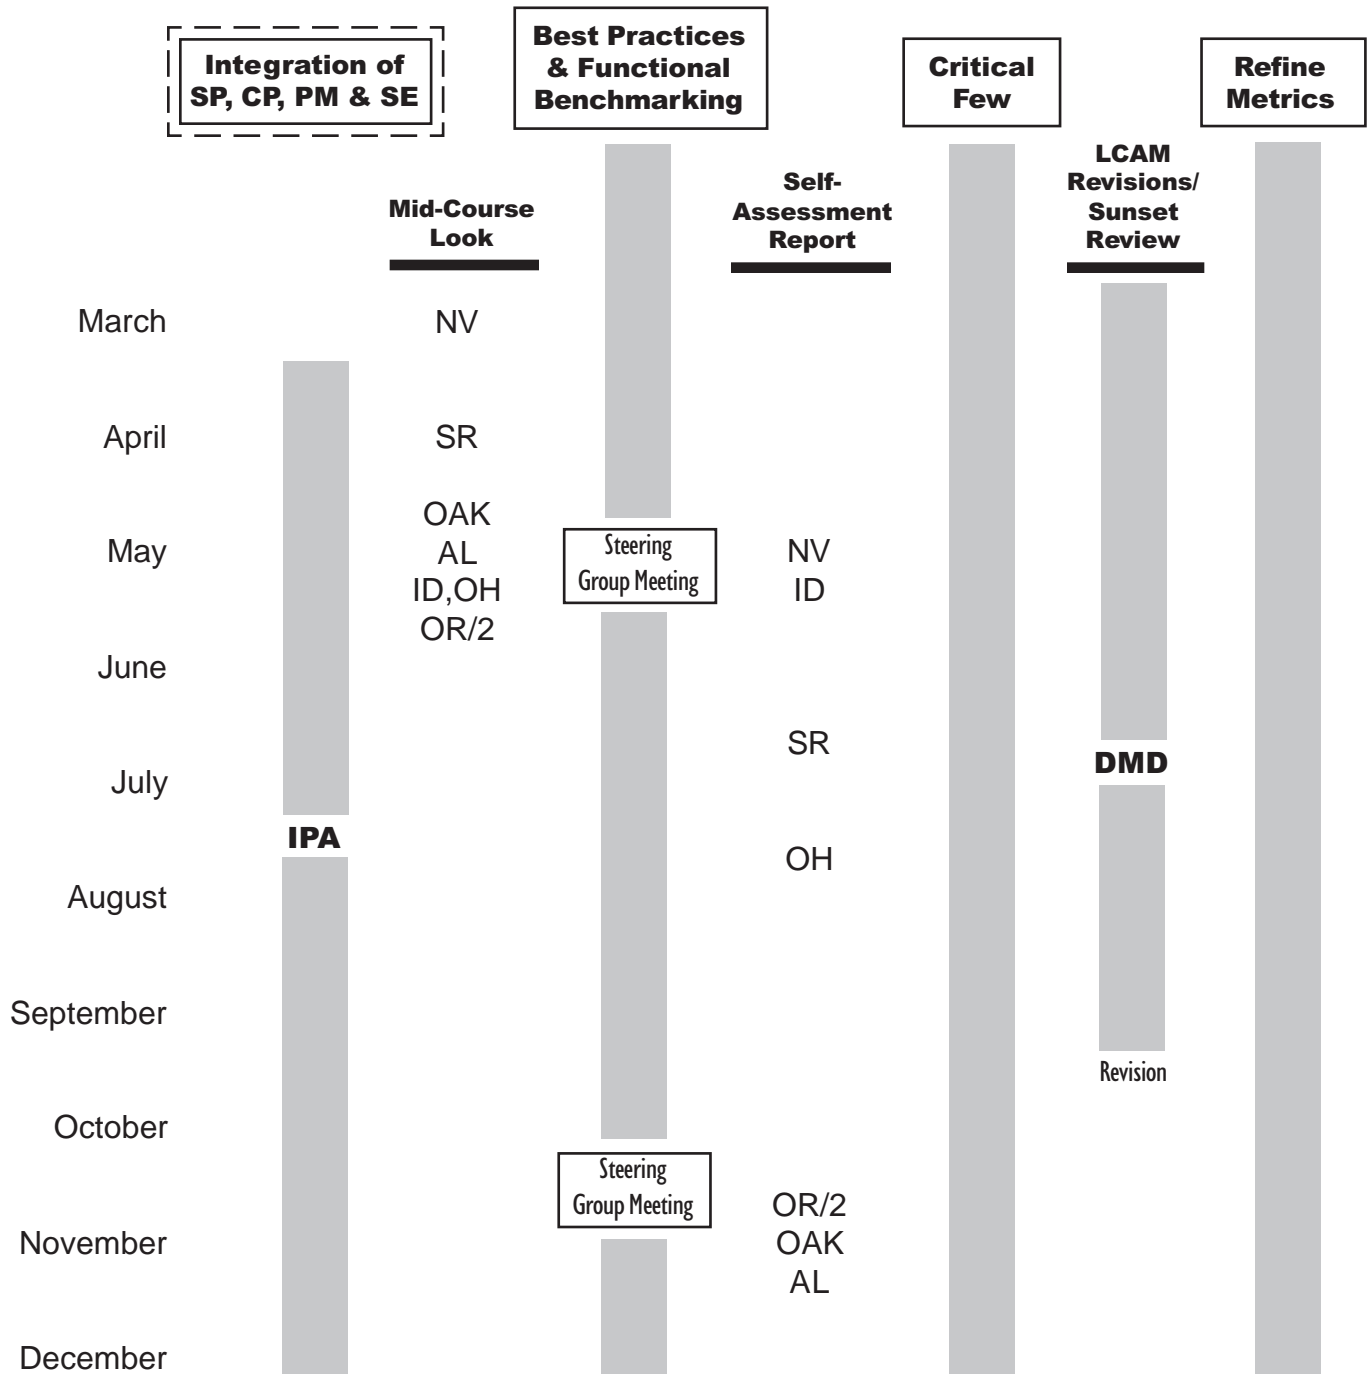 Integration of
SP, CP, PM & SE
Best Practices
& Functional
Benchmarking
Critical
Few
Refine
Metrics
Mid-Course
Look
Self-
Assessment
Report
LCAM
Revisions/
Sunset
Review
March
NV
April
SR
OAK
May
AL
ID,OH
OR/2
Steering
Group Meeting
NV
ID
June
SR
DMD
July
IPA
OH
August
September
Revision
October
Steering
Group Meeting
OR/2
November
OAK
AL
December